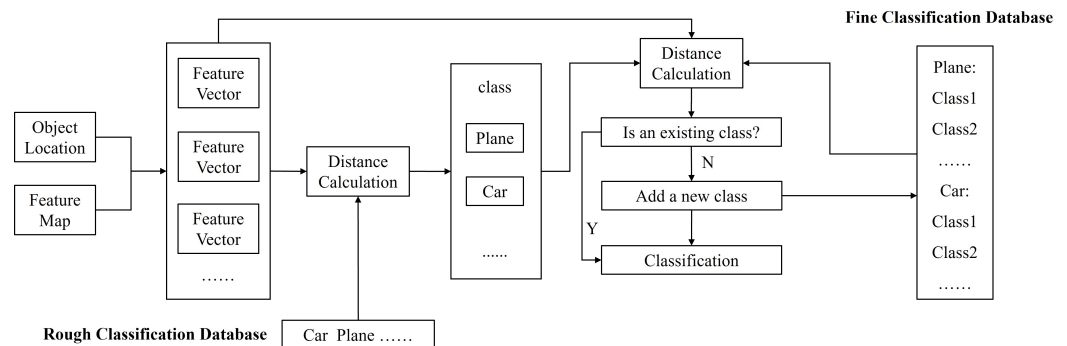 Fine Classification Database
Object
Location
Feature
Map
Feature
Vector
Feature
Vector
Feature
Vector
……
Distance
Calculation
Rough Classification Database
Car Plane ……
class
Plane
Car
......
Distance
Calculation
Is an existing class?
N
Add a new class
Y
Classification
Plane:
Class1
Class2
……
Car:
Class1
Class2
……